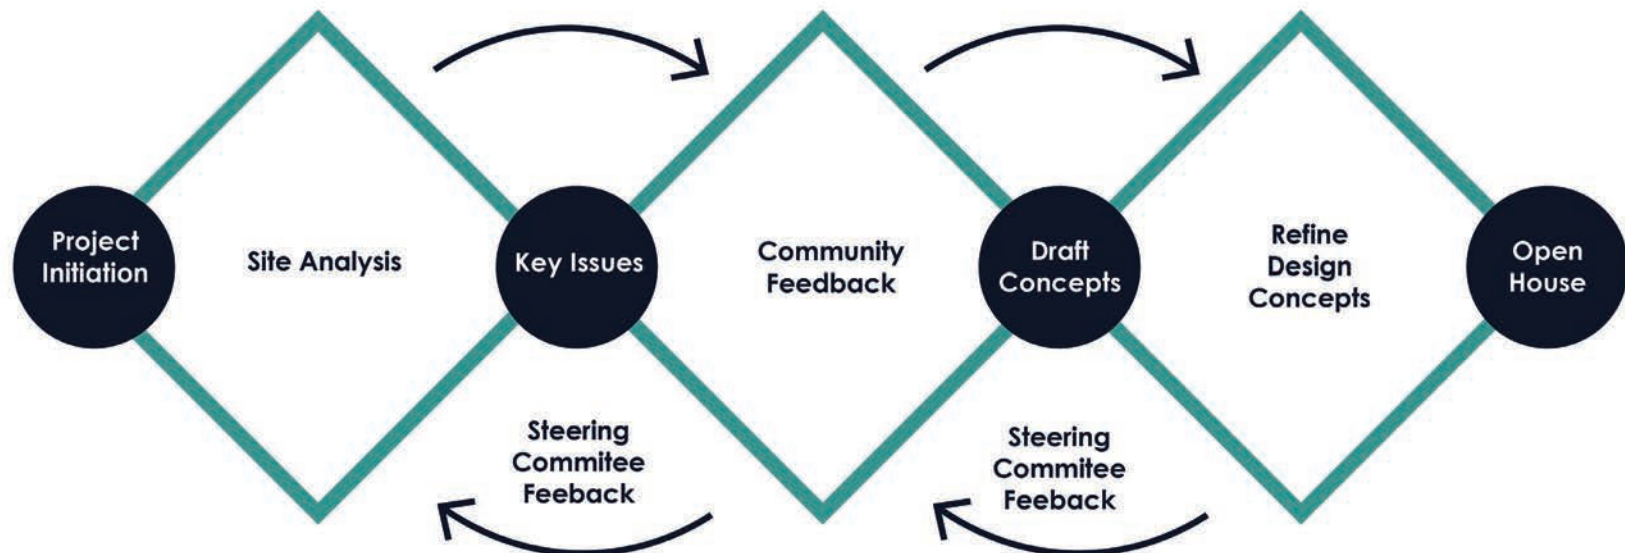 Project
Initiation
Site Analysis
Key Issues
Community
Feedback
Draft
Concepts
Refine
Design
Concepts
Open
House
Steering
Commitee
Feeback
Steering
Commitee
Feeback